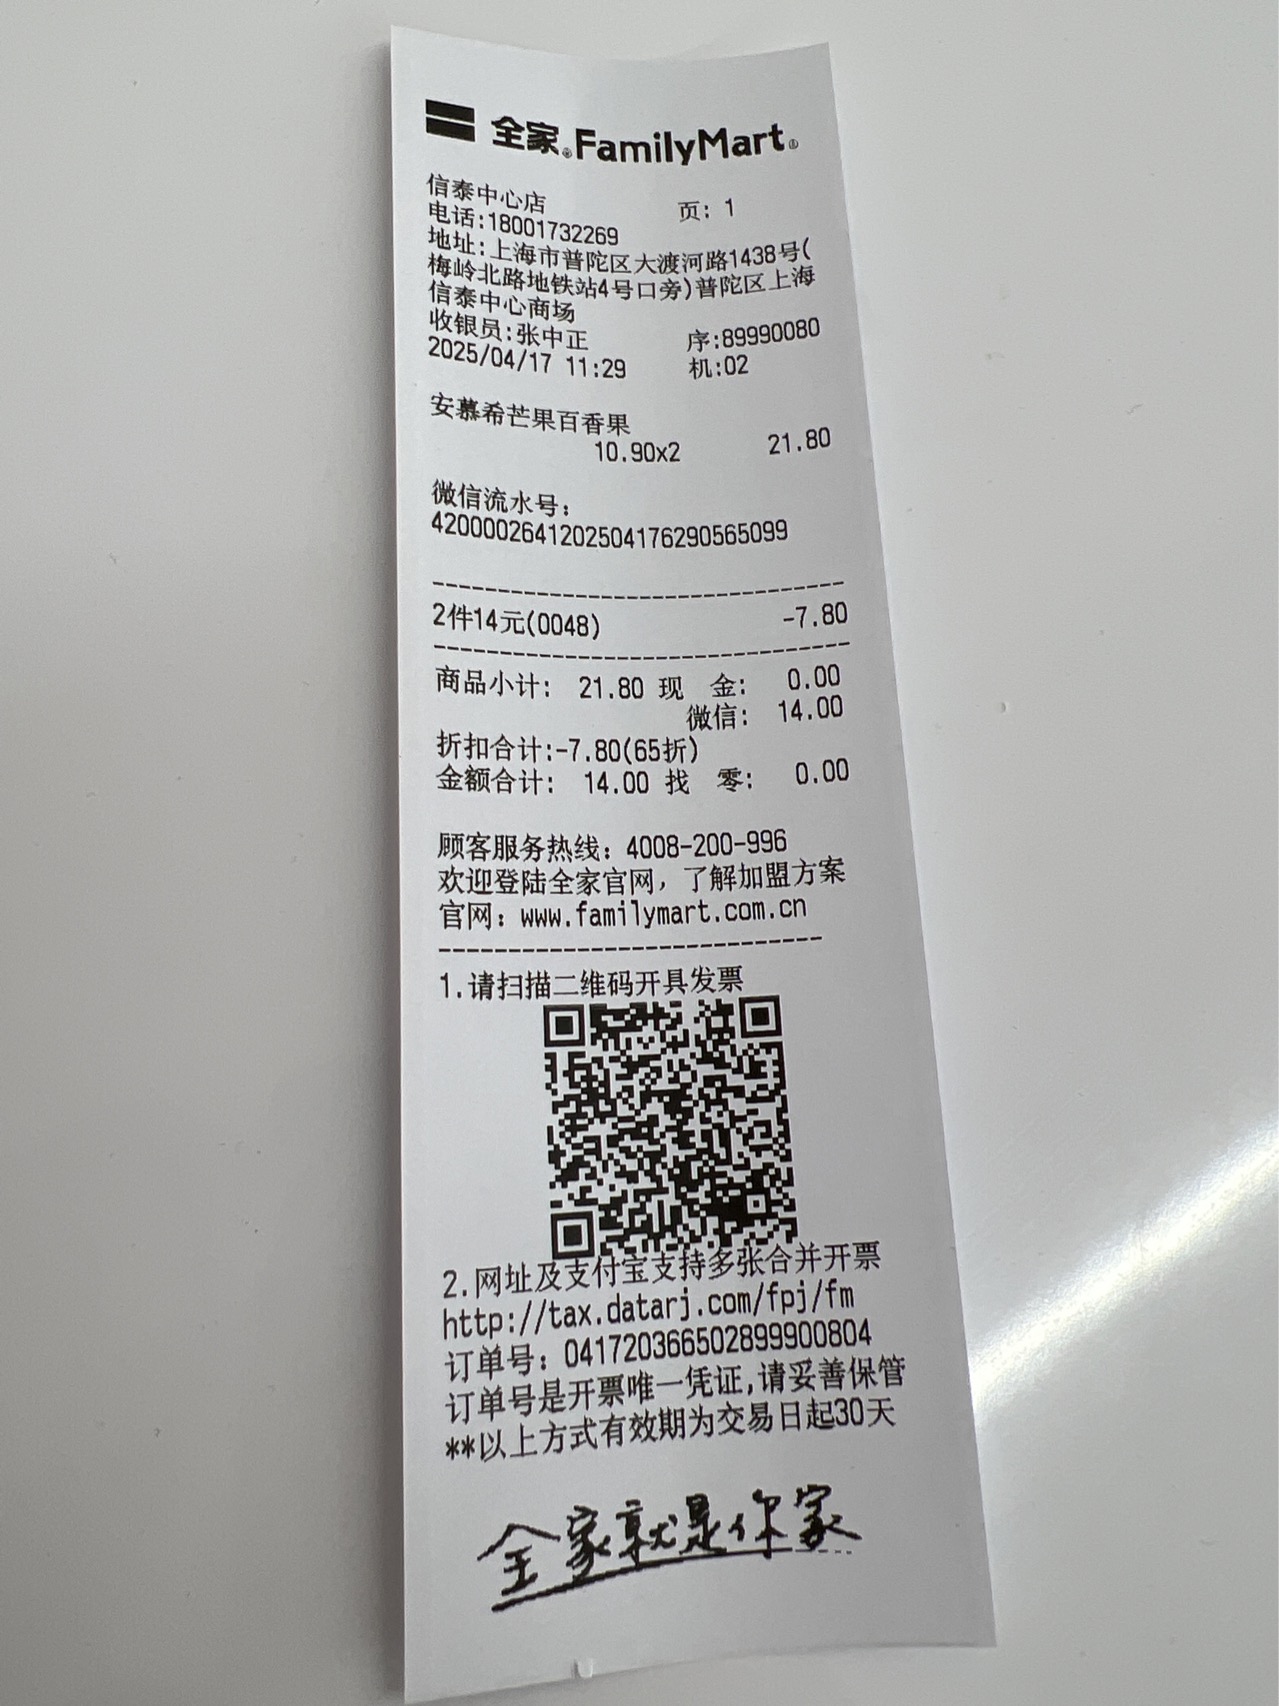 全家®FamilyMart®
信泰中心店 页: 1
电话:18001732269
地址:上海市普陀区大渡河路1438号(
梅岭北路地铁站4号口旁)普陀区上海
信泰中心商场
收银员:张中正 序:89990080
2025/04/17 11:29 机:02
安慕希芒果百香果
10.90x2 21.80
微信流水号:
4200002641202504176290565099
2件14元(0048) -7.80
商品小计: 21.80 现 金: 0.00
微信: 14.00
折扣合计:-7.80(65折)
金额合计: 14.00 找 零: 0.00
顾客服务热线: 4008-200-996
欢迎登陆全家官网，了解加盟方案
官网: www.familymart.com.cn
1.请扫描二维码开具发票
2.网址及支付宝支持多张合并开票
http://tax.datarj.com/fpj/fm
订单号: 041720366502899900804
订单号是开票唯一凭证,请妥善保管
**以上方式有效期为交易日起30天
全家就是你家